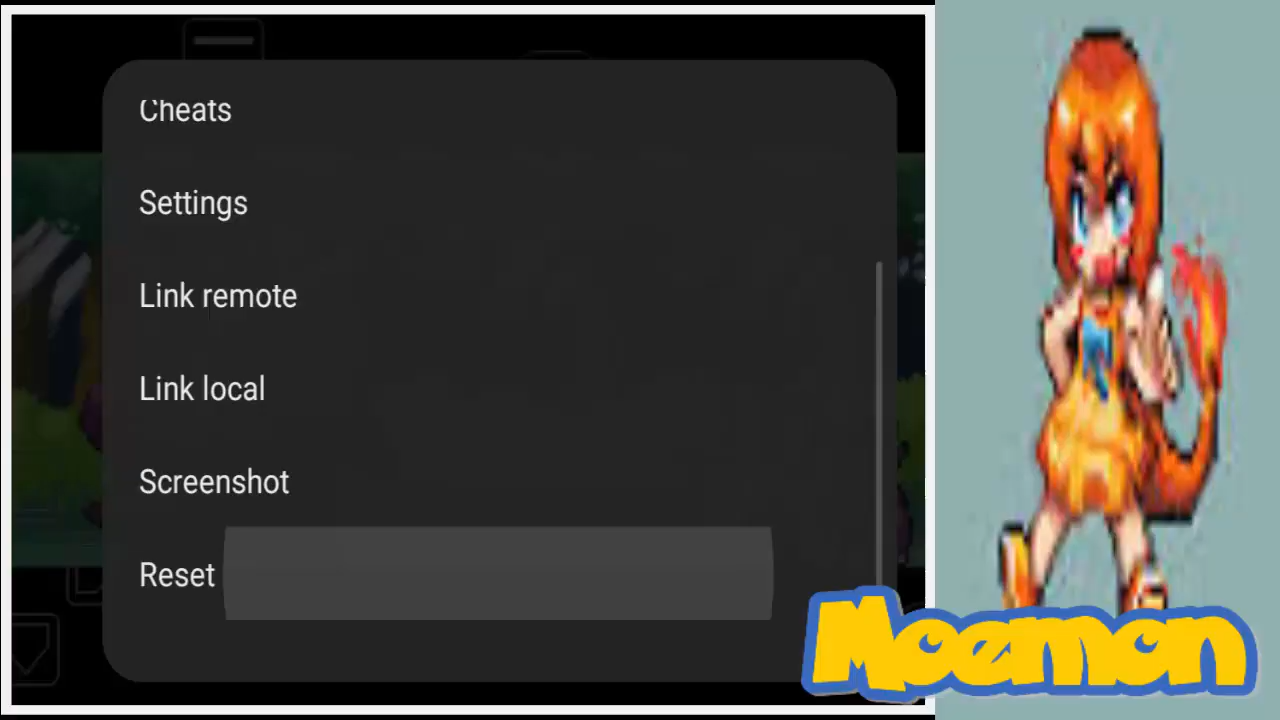 Cheats
Settings
Link remote
Link local
Screenshot
Reset
Moemon